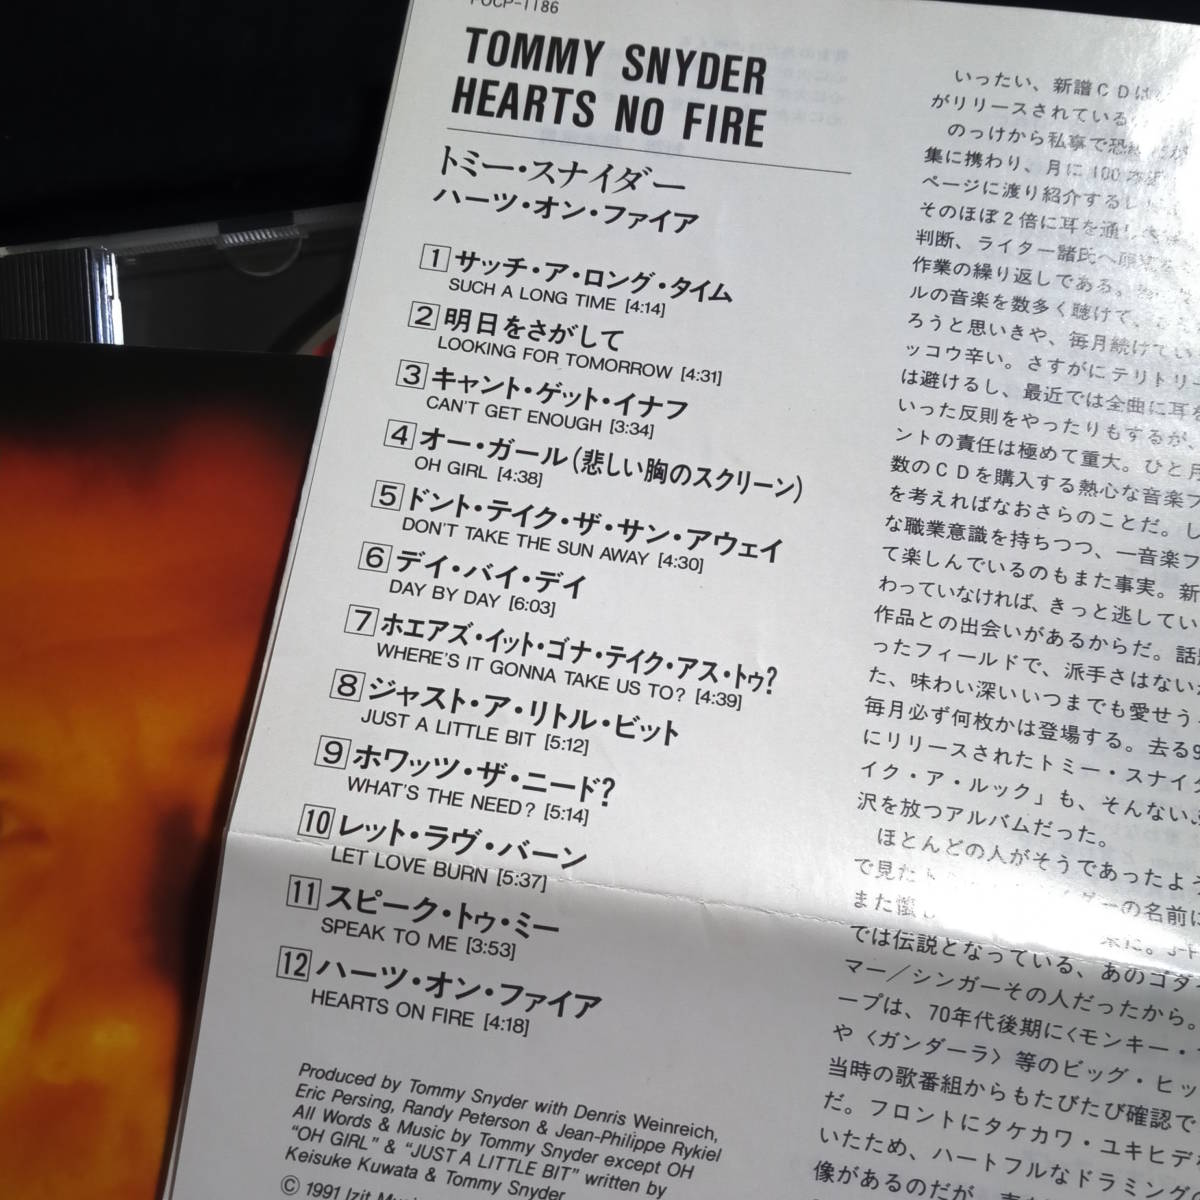 POCP-1186
TOMMY SNYDER
HEARTS NO FIRE
トミー・スナイダー
ハーツ・オン・ファイア
1 サッチ・ア・ロング・タイム
SUCH A LONG TIME [4:14]
2 明日をさがして
LOOKING FOR TOMORROW [4:31]
3 キャント・ゲット・イナフ
CAN'T GET ENOUGH [3:34]
4 オー・ガール(悲しい胸のスクリーン)
OH GIRL [4:38]
5 ドント・テイク・ザ・サン・アウェイ
DON'T TAKE THE SUN AWAY [4:30]
6 デイ・バイ・デイ
DAY BY DAY [6:03]
7 ホエアズ・イット・ゴナ・テイク・アス・トゥ?
WHERE'S IT GONNA TAKE US TO? [4:39]
8 ジャスト・ア・リトル・ビット
JUST A LITTLE BIT [5:12]
9 ホワッツ・ザ・ニード?
WHAT'S THE NEED? [5:14]
10 レット・ラヴ・バーン
LET LOVE BURN [5:37]
11 スピーク・トゥ・ミー
SPEAK TO ME [3:53]
12 ハーツ・オン・ファイア
HEARTS ON FIRE [4:18]
Produced by Tommy Snyder with Denris Weinreich,
Eric Persing, Randy Peterson & Jean-Philippe Rykiel
All Words & Music by Tommy Snyder except OH
"OH GIRL" & "JUST A LITTLE BIT" written by
Keisuke Kuwata & Tommy Snyder
© 1991 Izit Mus
いったい、新譜CDは
がリリースされている
のっけから私事で恐
集に携わり、月に100
ページに渡り紹介する
そのほぼ2倍に耳を通し
判断、ライター諸氏へ
作業の繰り返しである。
ルの音楽を数多く聴けて、
ろうと思いきや、毎月続けてい
ッコウ辛い。さすがにテリトリ
は避けるし、最近では全曲に耳を
いった反則をやったりもするが
ントの責任は極めて重大。ひと月
数のCDを購入する熱心な音楽フ
を考えればなおさらのことだ。し
な職業意識を持ちつつ、一音楽フ
て楽しんでいるのもまた事実。新
わっていなければ、きっと逃してい
作品との出会いがあるからだ。話
ったフィールドで、派手さはない
た、味わい深いいつまでも愛せう
毎月必ず何枚かは登場する。去る9
にリリースされたトミー・スナイ
イク・ア・ルック」も、そんない
沢を放つアルバムだった。
ほとんどの人がそうであったよ
で見た
の名前に
また
では伝説となっている、あのゴダ
マー/シンガーその人だったから。
ープは、70年代後期に〈モンキー・
や〈ガンダーラ〉等のビッグ・ヒッ
当時の歌番組からもたびたび確認で
だ。フロントにタケカワ・ユキヒデ
いたため、ハートフルなドラミング
像があるのだが、